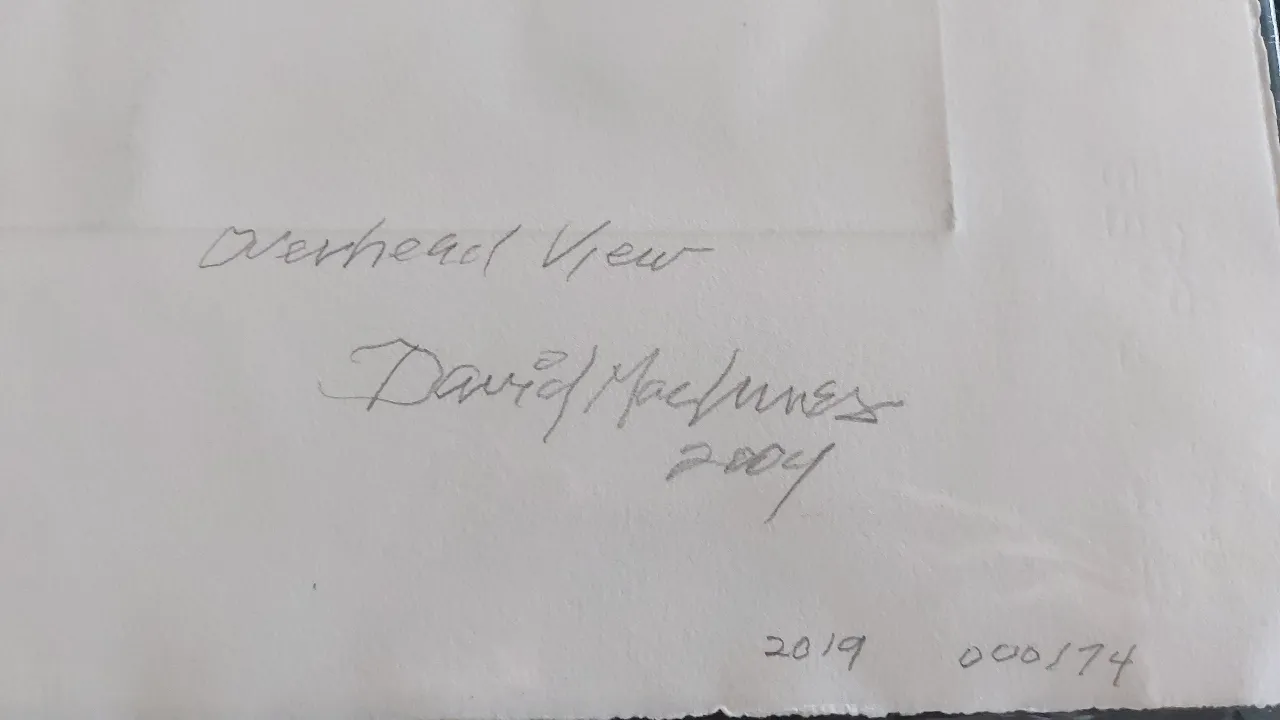 Overhead View
David MacInnes
2004
2019 000174